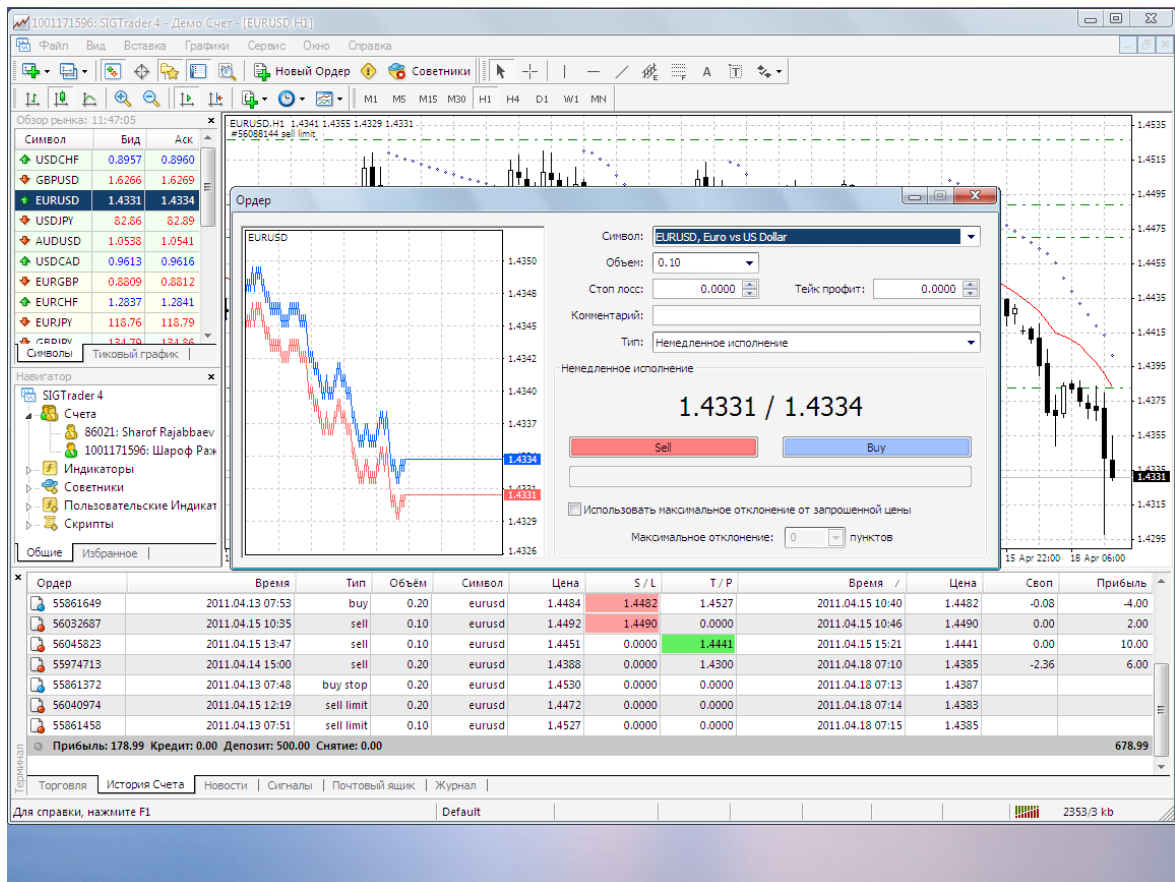 1001171596: SIGTrader 4 - Демо Счет - [EURUSD,H1]
Файл Вид Вставка Графики Сервис Окно Справка
Новый Ордер Советники A T
M1 M5 M15 M30 H1 H4 D1 W1 MN
Обзор рынка: 11:47:05
Символ Бид Аск
USDCHF 0.8957 0.8960
GBPUSD 1.6266 1.6269
EURUSD 1.4331 1.4334
USDJPY 82.86 82.89
AUDUSD 1.0538 1.0541
USDCAD 0.9613 0.9616
EURGBP 0.8809 0.8812
EURCHF 1.2837 1.2841
EURJPY 118.76 118.79
GBPJPY 134.79 134.86
Символы Тиковый график
Навигатор
SIGTrader 4
Счета
86021: Sharof Rajabbaev
1001171596: Шароф Раж
Индикаторы
Советники
Пользовательские Индикат
Скрипты
Общие Избранное
EURUSD,H1 1.4341 1.4355 1.4329 1.4331
#56088144 sell limit
1.4535
1.4515
1.4495
1.4475
1.4455
1.4435
1.4415
1.4395
1.4375
1.4355
1.4331
1.4315
1.4295
15 Apr 22:00 18 Apr 06:00
Ордер
EURUSD
1.4350
1.4348
1.4345
1.4342
1.4340
1.4337
1.4334
1.4331
1.4331
1.4329
1.4326
Символ: EURUSD, Euro vs US Dollar
Объем: 0.10
Стоп лосс: 0.0000 Тейк профит: 0.0000
Комментарий:
Тип: Немедленное исполнение
Немедленное исполнение
1.4331 / 1.4334
Sell Buy
Использовать максимальное отклонение от запрошенной цены
Максимальное отклонение: 0 пунктов
Ордер Время Тип Объём Символ Цена S / L T / P Время / Цена Своп Прибыль
55861649 2011.04.13 07:53 buy 0.20 eurusd 1.4484 1.4482 1.4527 2011.04.15 10:40 1.4482 -0.08 -4.00
56032687 2011.04.15 10:35 sell 0.10 eurusd 1.4492 1.4490 0.0000 2011.04.15 10:46 1.4490 0.00 2.00
56045823 2011.04.15 13:47 sell 0.10 eurusd 1.4451 0.0000 1.4441 2011.04.15 15:21 1.4441 0.00 10.00
55974713 2011.04.14 15:00 sell 0.20 eurusd 1.4388 0.0000 1.4300 2011.04.18 07:10 1.4385 -2.36 6.00
55861372 2011.04.13 07:48 buy stop 0.20 eurusd 1.4530 0.0000 0.0000 2011.04.18 07:13 1.4387
56040974 2011.04.15 12:19 sell limit 0.20 eurusd 1.4472 0.0000 0.0000 2011.04.18 07:14 1.4383
55861458 2011.04.13 07:51 sell limit 0.10 eurusd 1.4527 0.0000 0.0000 2011.04.18 07:15 1.4385
Прибыль: 178.99 Кредит: 0.00 Депозит: 500.00 Снятие: 0.00 678.99
Терминал
Торговля История Счета Новости Сигналы Почтовый ящик Журнал
Для справки, нажмите F1 Default 2353/3 kb